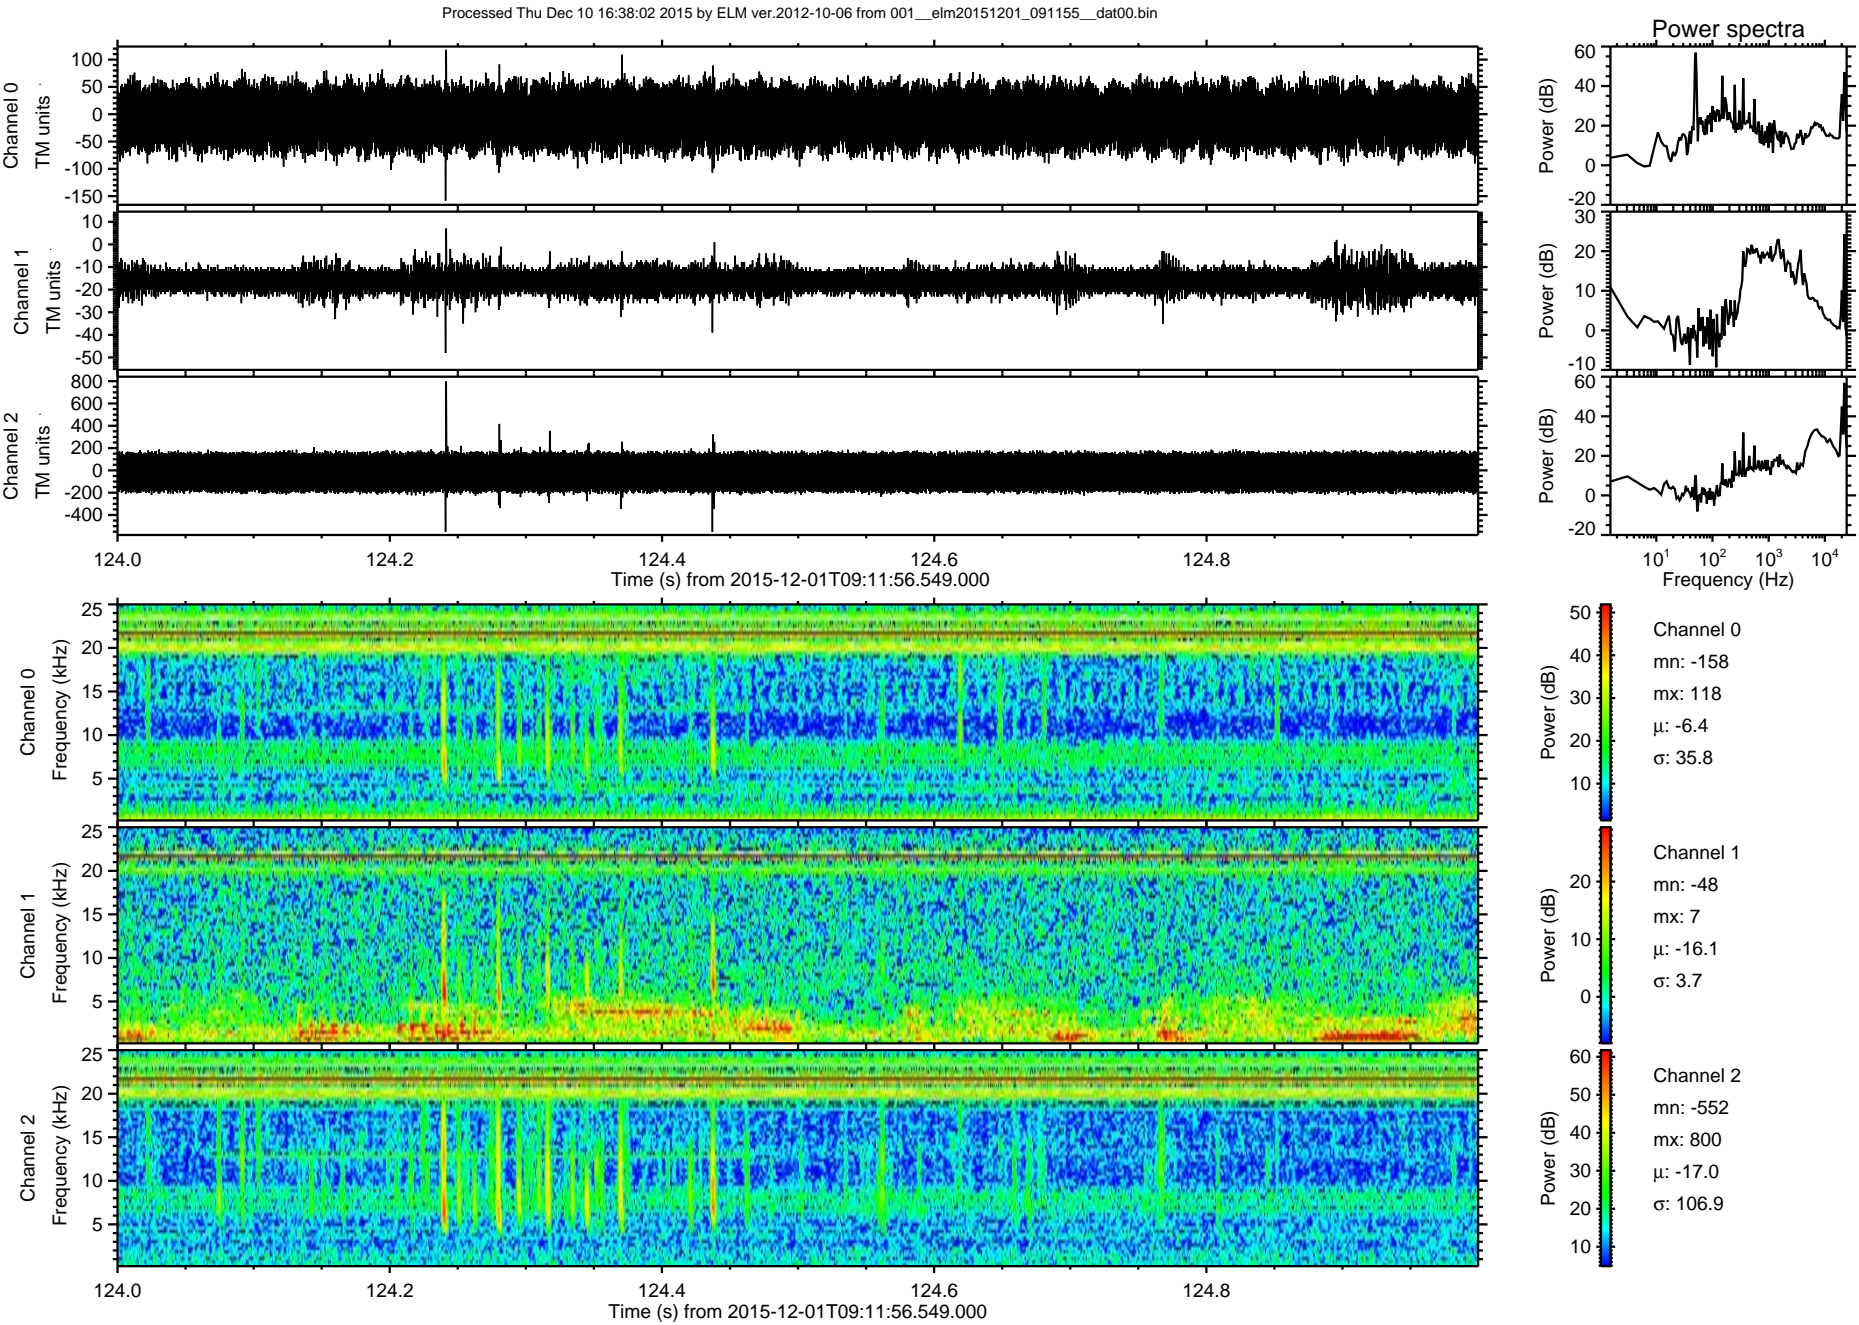 Processed Thu Dec 10 16:38:02 2015 by ELM ver.2012-10-06 from 001__elm20151201_091155__dat00.bin
Power spectra
Channel 0
TM units
100
50
0
-50
-100
-150
Power (dB)
60
40
20
0
-20
Channel 1
TM units
10
0
-10
-20
-30
-40
-50
Power (dB)
30
20
10
0
-10
Channel 2
TM units
800
600
400
200
0
-200
-400
Power (dB)
60
40
20
0
-20
124.0 124.2 124.4 124.6 124.8
Time (s) from 2015-12-01T09:11:56.549.000
10^1 10^2 10^3 10^4
Frequency (Hz)
Channel 0
Frequency (kHz)
25
20
15
10
5
Power (dB)
50
40
30
20
10
Channel 0
mn: -158
mx: 118
μ: -6.4
σ: 35.8
Channel 1
Frequency (kHz)
25
20
15
10
5
Power (dB)
20
10
0
Channel 1
mn: -48
mx: 7
μ: -16.1
σ: 3.7
Channel 2
Frequency (kHz)
25
20
15
10
5
Power (dB)
60
50
40
30
20
10
Channel 2
mn: -552
mx: 800
μ: -17.0
σ: 106.9
124.0 124.2 124.4 124.6 124.8
Time (s) from 2015-12-01T09:11:56.549.000